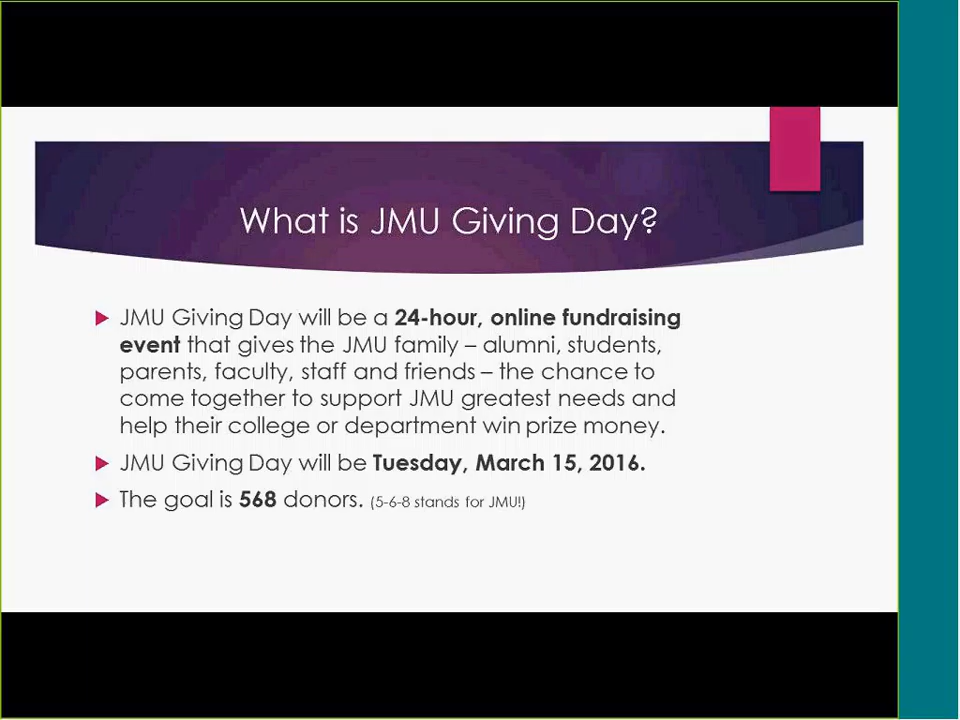 What is JMU Giving Day?
JMU Giving Day will be a 24-hour, online fundraising
event that gives the JMU family – alumni, students,
parents, faculty, staff and friends – the chance to
come together to support JMU greatest needs and
help their college or department win prize money.
JMU Giving Day will be Tuesday, March 15, 2016.
The goal is 568 donors. (5-6-8 stands for JMU!)